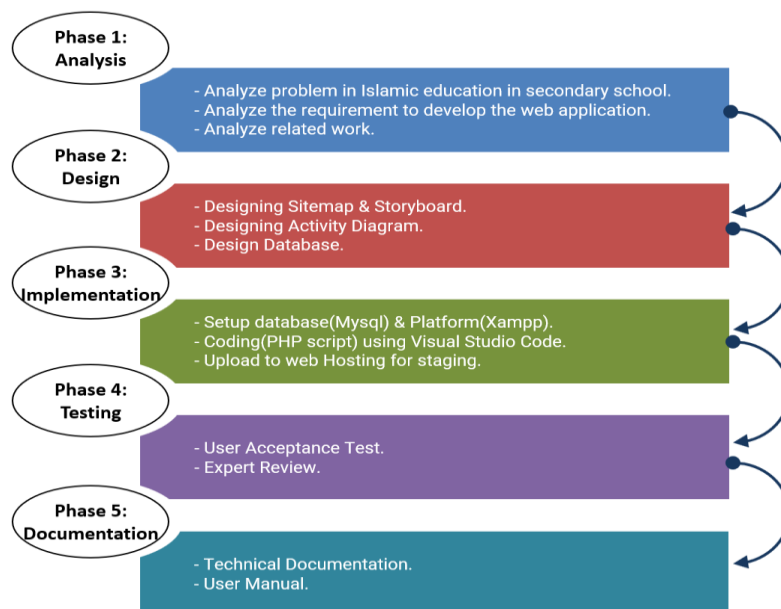 Phase 1:
Analysis
- Analyze problem in Islamic education in secondary school.
- Analyze the requirement to develop the web application.
- Analyze related work.
Phase 2:
Design
- Designing Sitemap & Storyboard.
- Designing Activity Diagram.
- Design Database.
Phase 3:
Implementation
- Setup database(Mysql) & Platform(Xampp).
- Coding(PHP script) using Visual Studio Code.
- Upload to web Hosting for staging.
Phase 4:
Testing
- User Acceptance Test.
- Expert Review.
Phase 5:
Documentation
- Technical Documentation.
- User Manual.